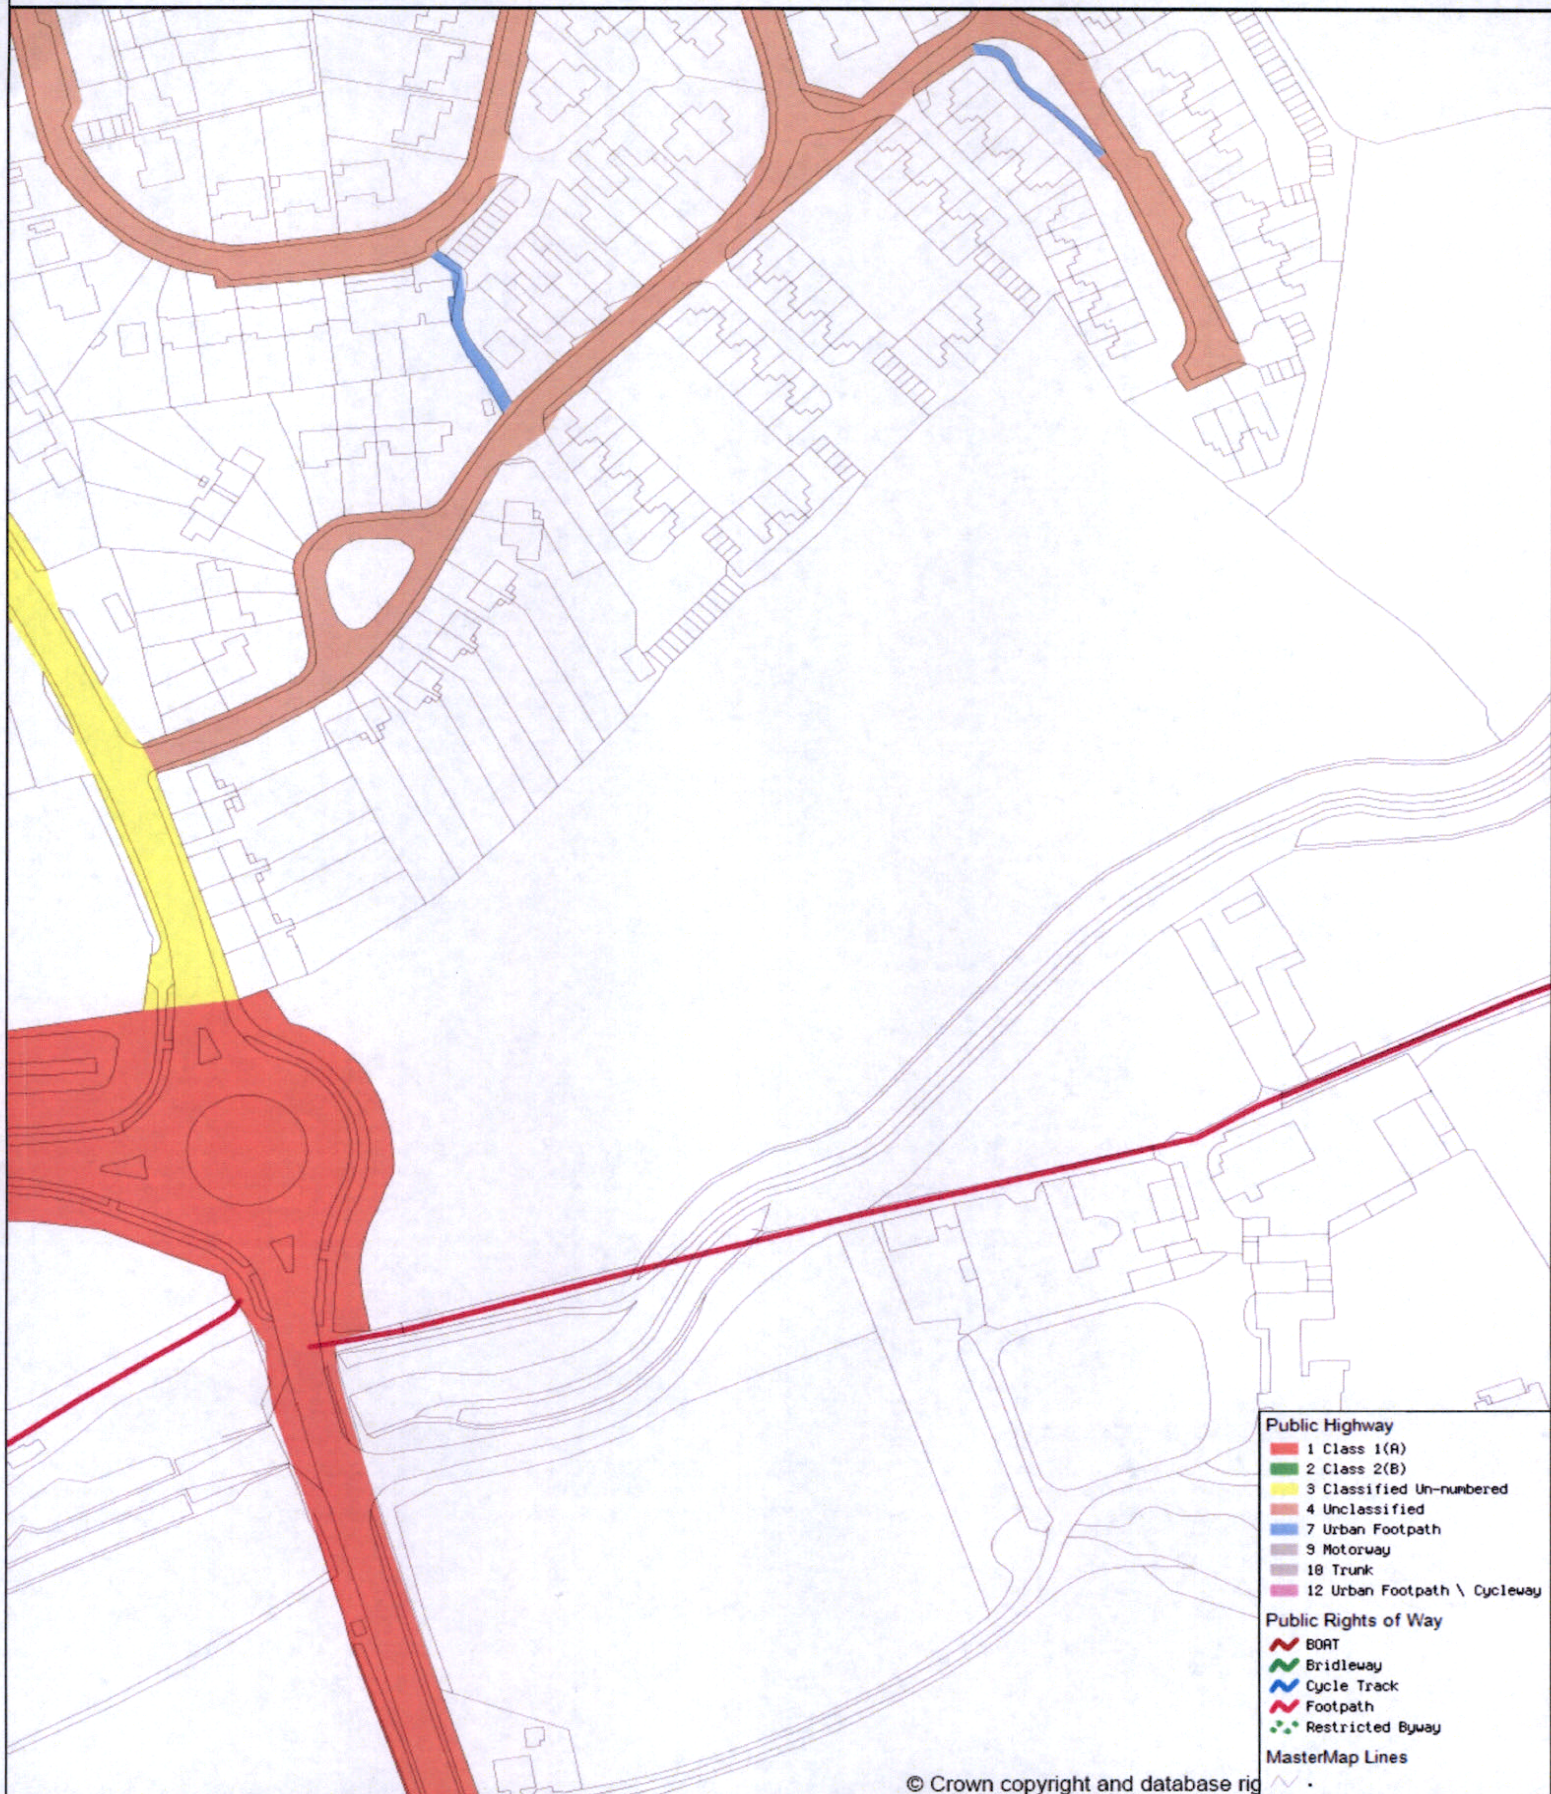 Public Highway
1 Class 1(A)
2 Class 2(B)
3 Classified Un-numbered
4 Unclassified
7 Urban Footpath
9 Motorway
10 Trunk
12 Urban Footpath \ Cycleway
Public Rights of Way
BOAT
Bridleway
Cycle Track
Footpath
Restricted Byway
MasterMap Lines
.
© Crown copyright and database rig